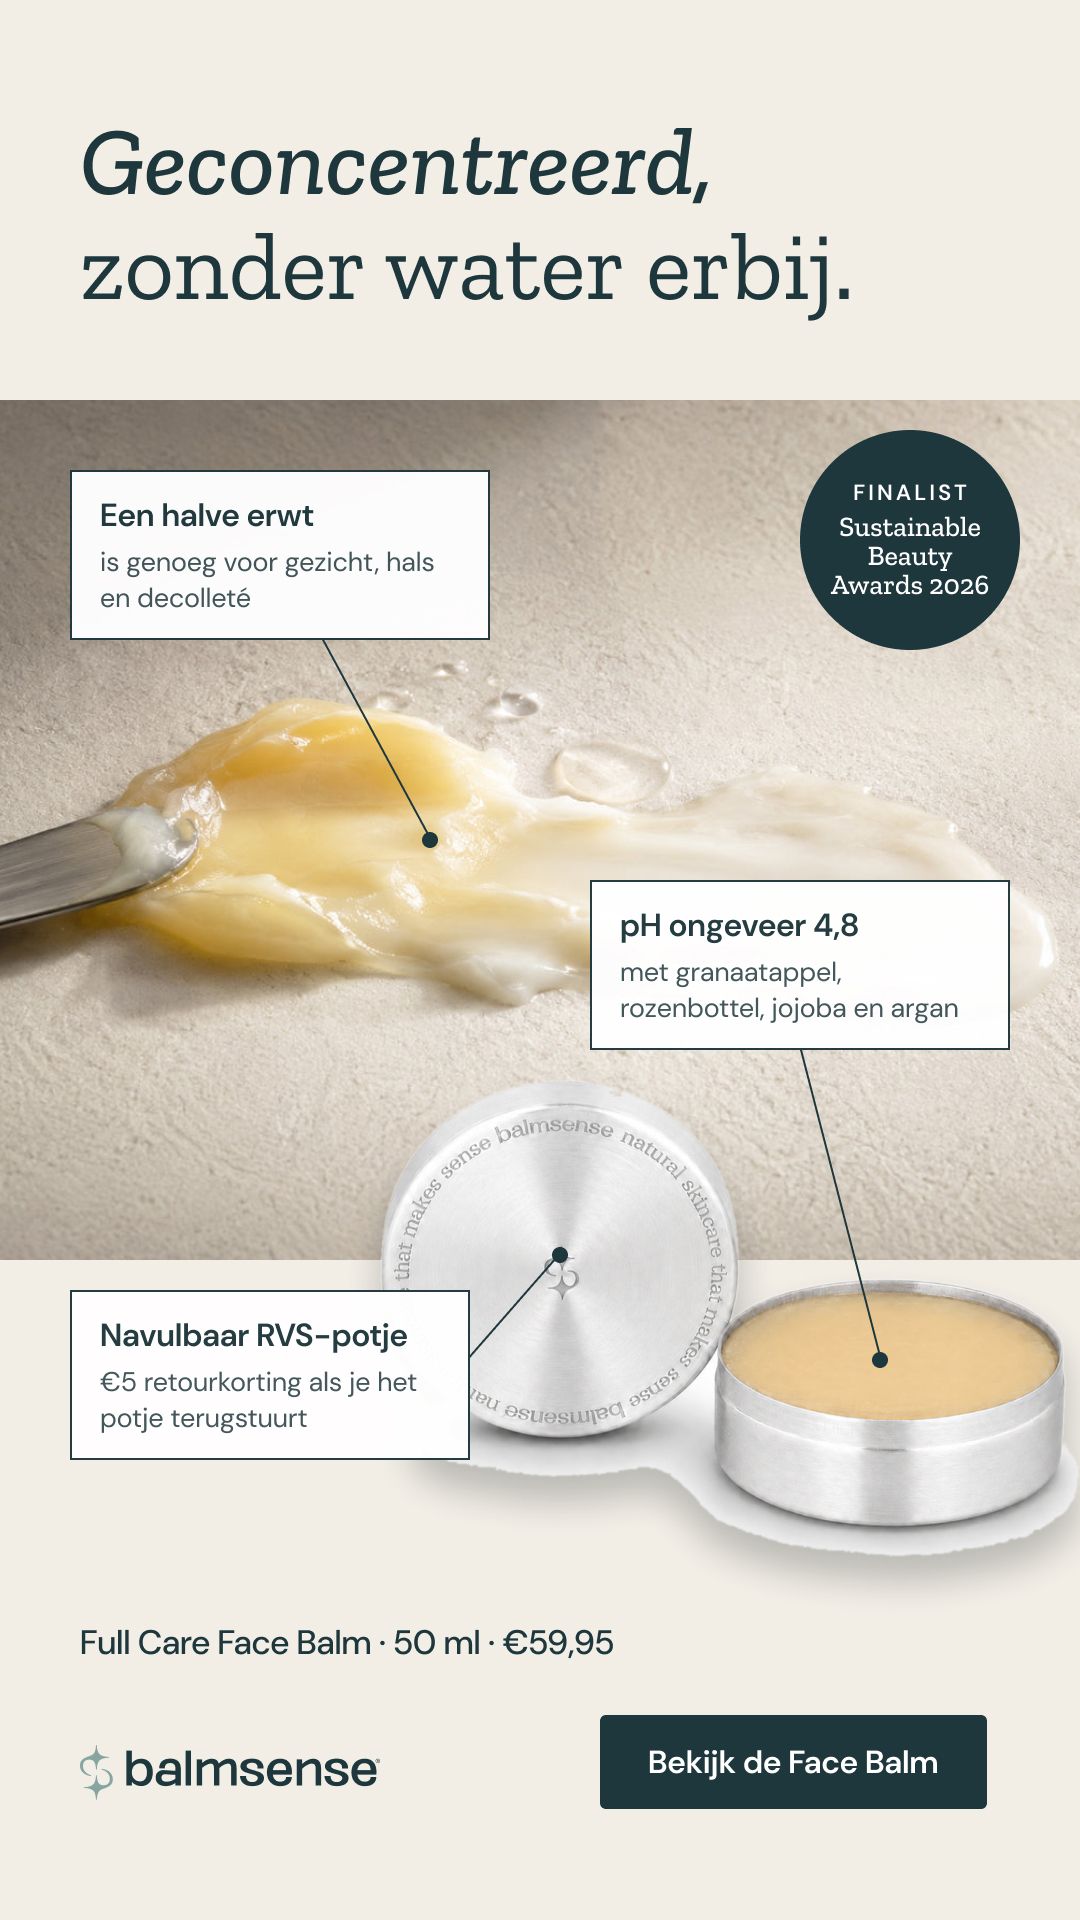 Geconcentreerd,
zonder water erbij.
Een halve erwt
is genoeg voor gezicht, hals
en decolleté
FINALIST
Sustainable
Beauty
Awards 2026
pH ongeveer 4,8
met granaatappel,
rozenbottel, jojoba en argan
that makes sense balmsense natural skincare that makes sense balmsense nat
Navulbaar RVS-potje
€5 retourkorting als je het
potje terugstuurt
Full Care Face Balm · 50 ml · €59,95
balmsense
Bekijk de Face Balm